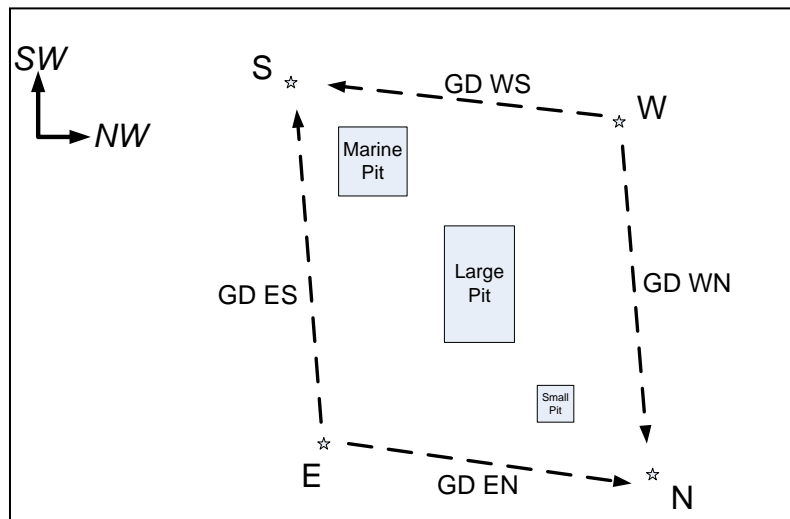 SW
NW
S
GD WS
W
Marine
Pit
Large
Pit
GD ES
GD WN
Small
Pit
E
GD EN
N